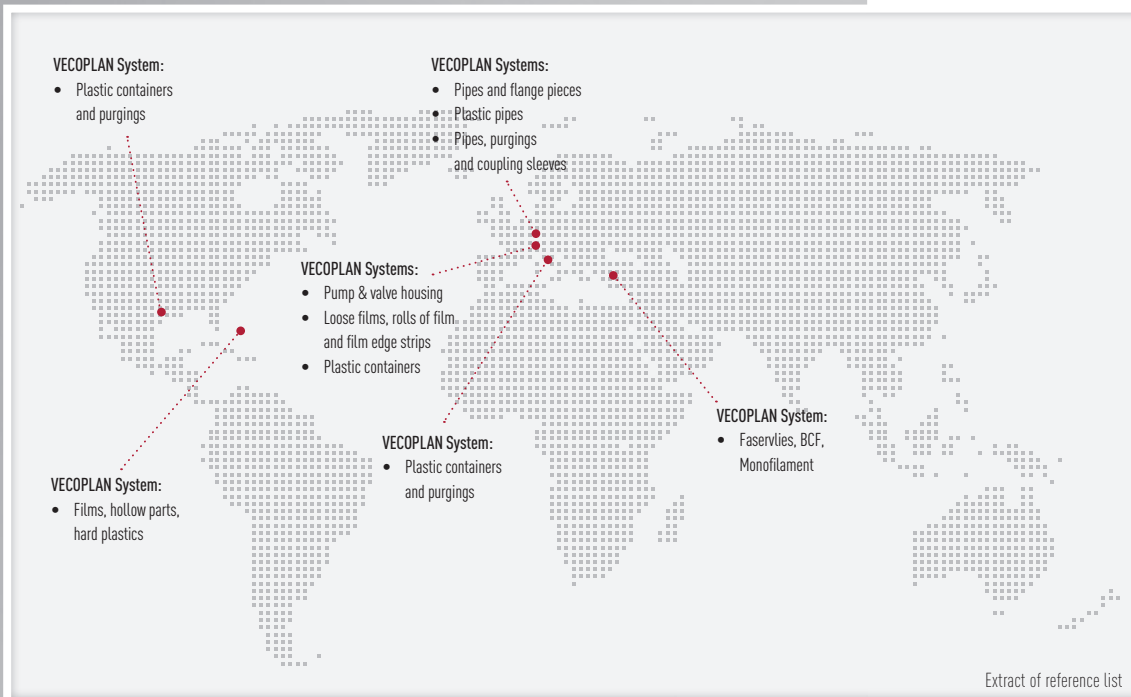 VECOPLAN System:
• Plastic containers
and purgings
VECOPLAN Systems:
• Pipes and flange pieces
• Plastic pipes
• Pipes, purgings
and coupling sleeves
VECOPLAN Systems:
• Pump & valve housing
• Loose films, rolls of film
and film edge strips
• Plastic containers
VECOPLAN System:
• Faservlies, BCF,
Monofilament
VECOPLAN System:
• Plastic containers
and purgings
VECOPLAN System:
• Films, hollow parts,
hard plastics
Extract of reference list